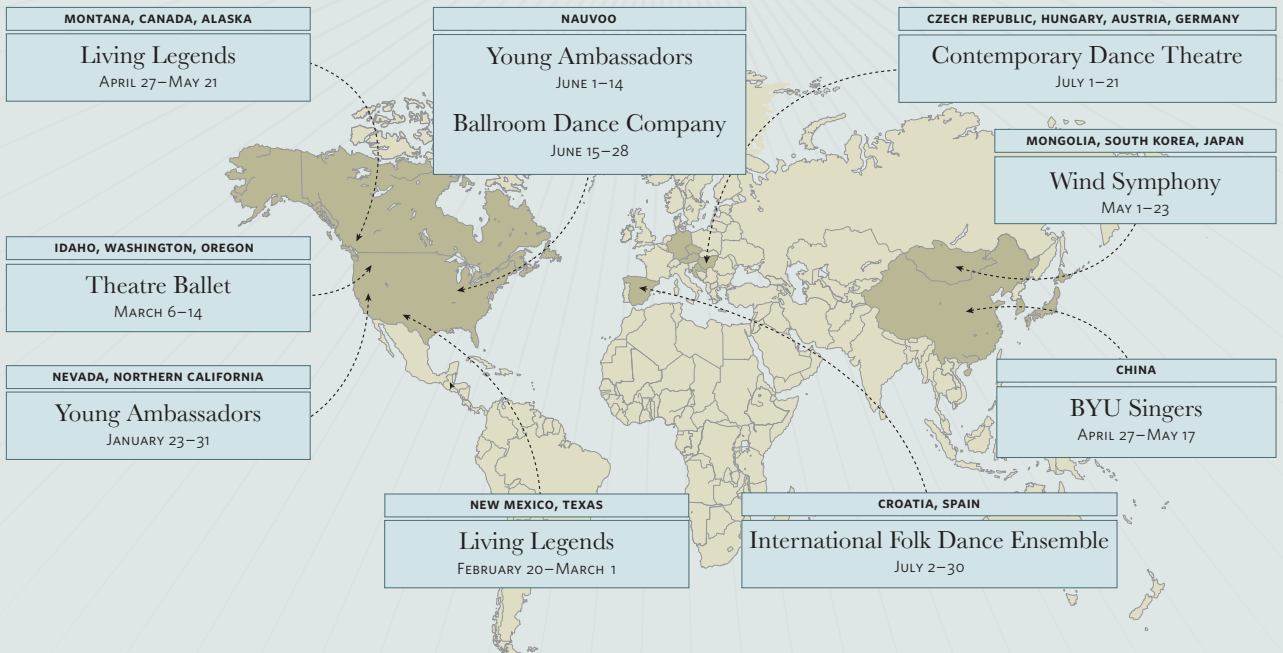 MONTANA, CANADA, ALASKA
Living Legends
APRIL 27–MAY 21
NAUVOO
Young Ambassadors
JUNE 1–14
Ballroom Dance Company
JUNE 15–28
CZECH REPUBLIC, HUNGARY, AUSTRIA, GERMANY
Contemporary Dance Theatre
JULY 1–21
MONGOLIA, SOUTH KOREA, JAPAN
Wind Symphony
MAY 1–23
IDAHO, WASHINGTON, OREGON
Theatre Ballet
MARCH 6–14
NEVADA, NORTHERN CALIFORNIA
Young Ambassadors
JANUARY 23–31
CHINA
BYU Singers
APRIL 27–MAY 17
NEW MEXICO, TEXAS
Living Legends
FEBRUARY 20–MARCH 1
CROATIA, SPAIN
International Folk Dance Ensemble
JULY 2–30